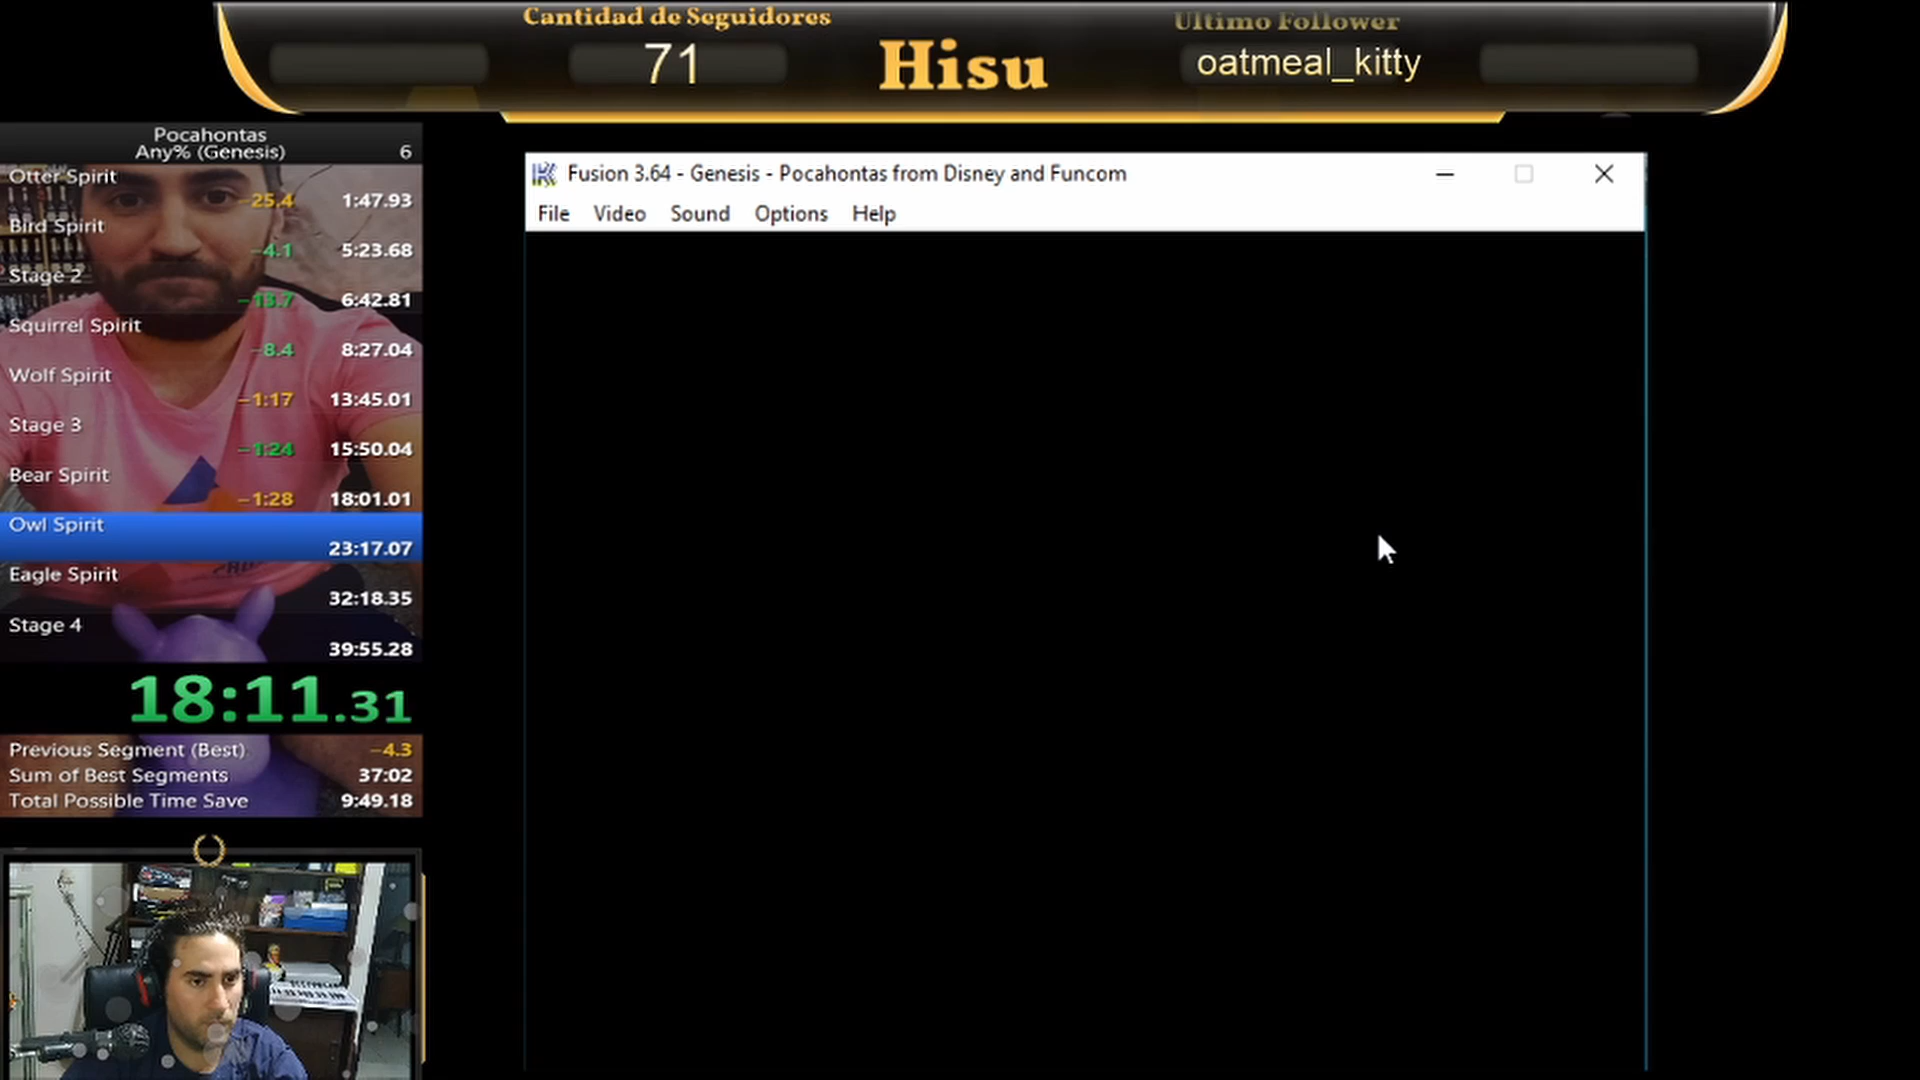 Cantidad de Seguidores
71
Hisu
Ultimo Follower
oatmeal_kitty
Pocahontas
Any% (Genesis)
6
Otter Spirit
-25.4 1:47.93
Bird Spirit
-4.1 5:23.68
Stage 2
-13.7 6:42.81
Squirrel Spirit
-8.4 8:27.04
Wolf Spirit
-1:17 13:45.01
Stage 3
-1:24 15:50.04
Bear Spirit
-1:28 18:01.01
Owl Spirit
23:17.07
Eagle Spirit
32:18.35
Stage 4
39:55.28
18:11.31
Previous Segment (Best) -4.3
Sum of Best Segments 37:02
Total Possible Time Save 9:49.18
Fusion 3.64 - Genesis - Pocahontas from Disney and Funcom
File Video Sound Options Help